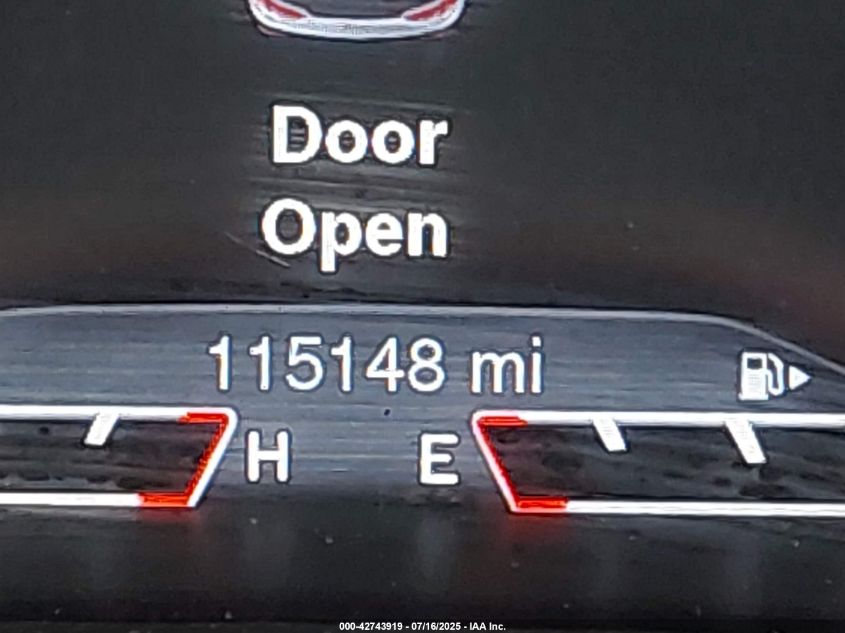 Door
Open
115148 mi
H E
000-42743919 - 07/16/2025 - IAA Inc.